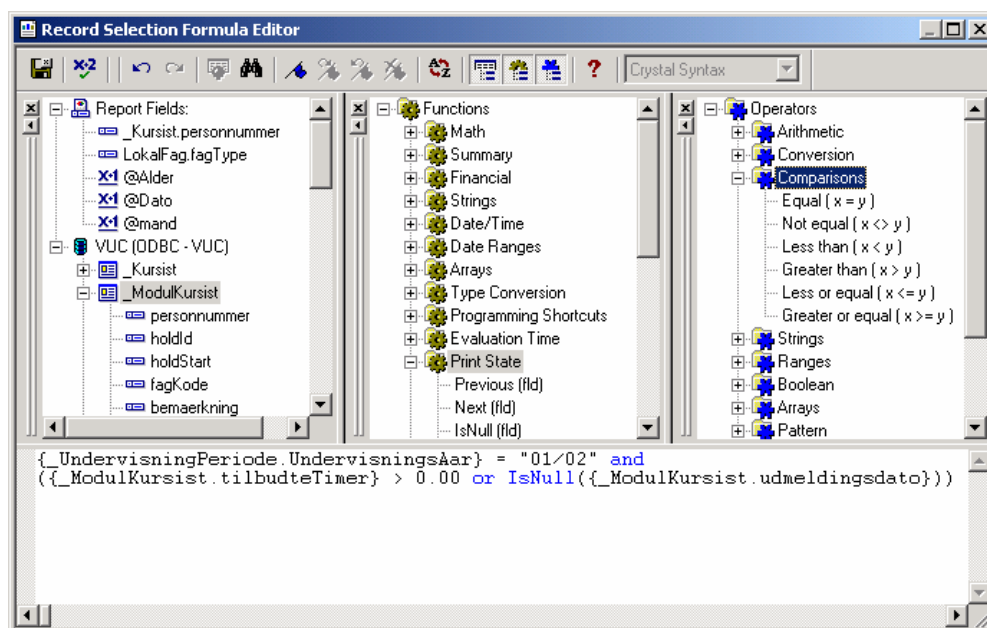 Record Selection Formula Editor
Crystal Syntax
Report Fields:
_Kursist.personnummer
LokalFag.fagType
@Alder
@Dato
@mand
VUC (ODBC - VUC)
_Kursist
_ModulKursist
personnummer
holdId
holdStart
fagKode
bemaerkning
Functions
Math
Summary
Financial
Strings
Date/Time
Date Ranges
Arrays
Type Conversion
Programming Shortcuts
Evaluation Time
Print State
Previous (fld)
Next (fld)
IsNull (fld)
Operators
Arithmetic
Conversion
Comparisons
Equal ( x = y )
Not equal ( x <> y )
Less than ( x < y )
Greater than ( x > y )
Less or equal ( x <= y )
Greater or equal ( x >= y )
Strings
Ranges
Boolean
Arrays
Pattern
{_UndervisningPeriode.UndervisningsAar} = "01/02" and
({_ModulKursist.tilbudteTimer} > 0.00 or IsNull({_ModulKursist.udmeldingsdato}))